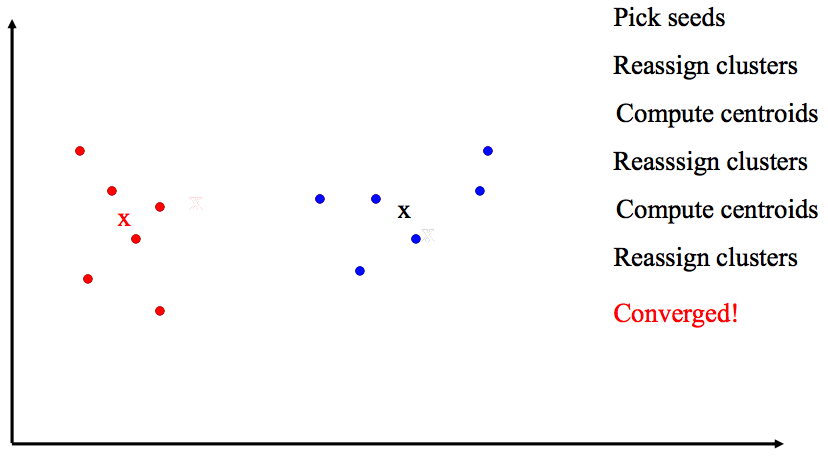 Pick seeds
Reassign clusters
Compute centroids
Reasssign clusters
Compute centroids
Reassign clusters
Converged!
x
x
x
x